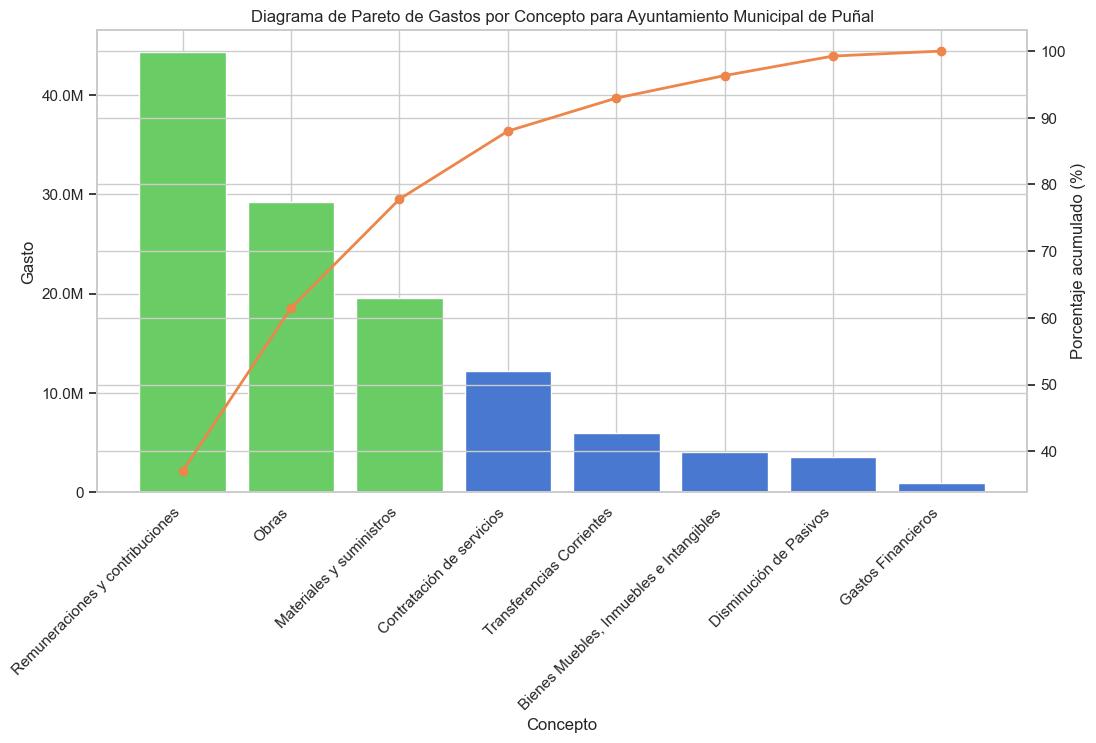 Diagrama de Pareto de Gastos por Concepto para Ayuntamiento Municipal de Puñal
Gasto
40.0M
30.0M
20.0M
10.0M
0
100
90
80
70
60
50
40
Porcentaje acumulado (%)
Remuneraciones y contribuciones
Obras
Materiales y suministros
Contratación de servicios
Transferencias Corrientes
Bienes Muebles, Inmuebles e Intangibles
Disminución de Pasivos
Gastos Financieros
Concepto